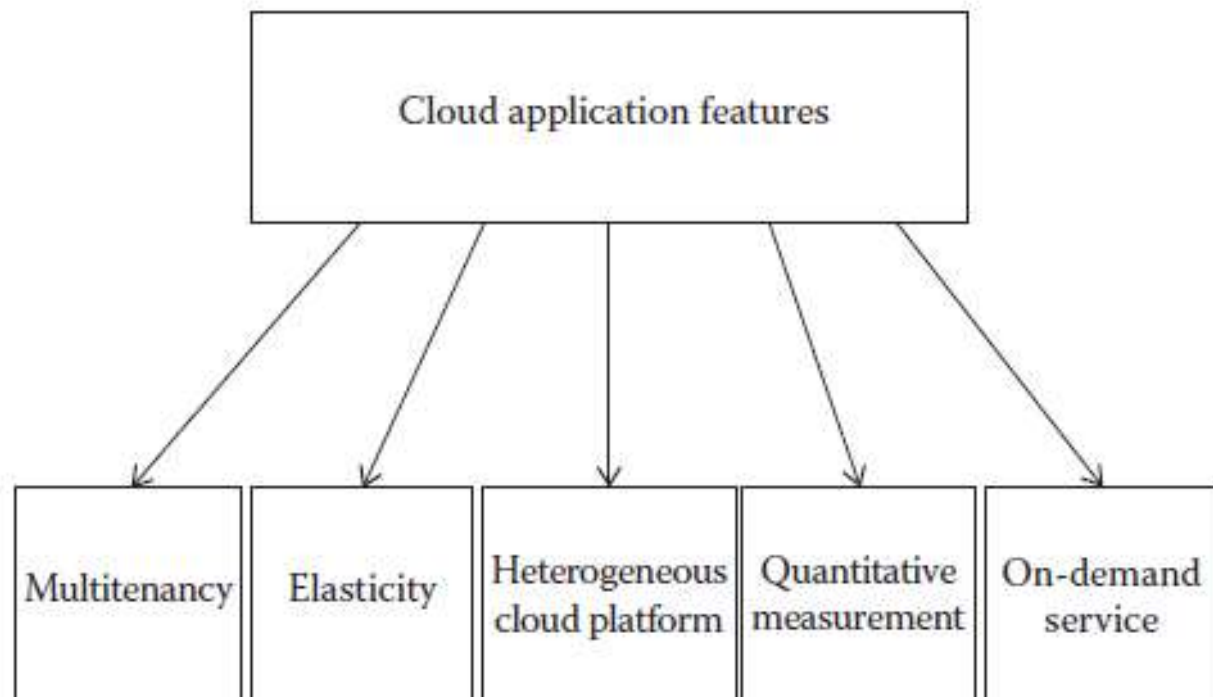 Cloud application features
Multitenancy
Elasticity
Heterogeneous
cloud platform
Quantitative
measurement
On-demand
service